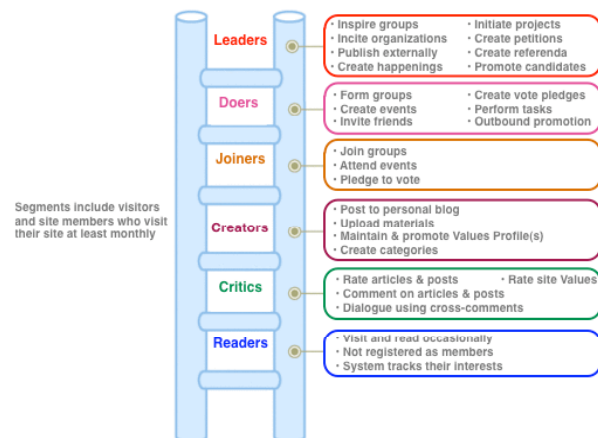 Leaders
· Inspire groups
· Incite organizations
· Publish externally
· Create happenings
· Initiate projects
· Create petitions
· Create referenda
· Promote candidates
Doers
· Form groups
· Create events
· Invite friends
· Create vote pledges
· Perform tasks
· Outbound promotion
Joiners
· Join groups
· Attend events
· Pledge to vote
Segments include visitors
and site members who visit
their site at least monthly
Creators
· Post to personal blog
· Upload materials
· Maintain & promote Values Profile(s)
· Create categories
Critics
· Rate articles & posts
· Rate site Values
· Comment on articles & posts
· Dialogue using cross-comments
Readers
· Visit and read occasionally
· Not registered as members
· System tracks their interests